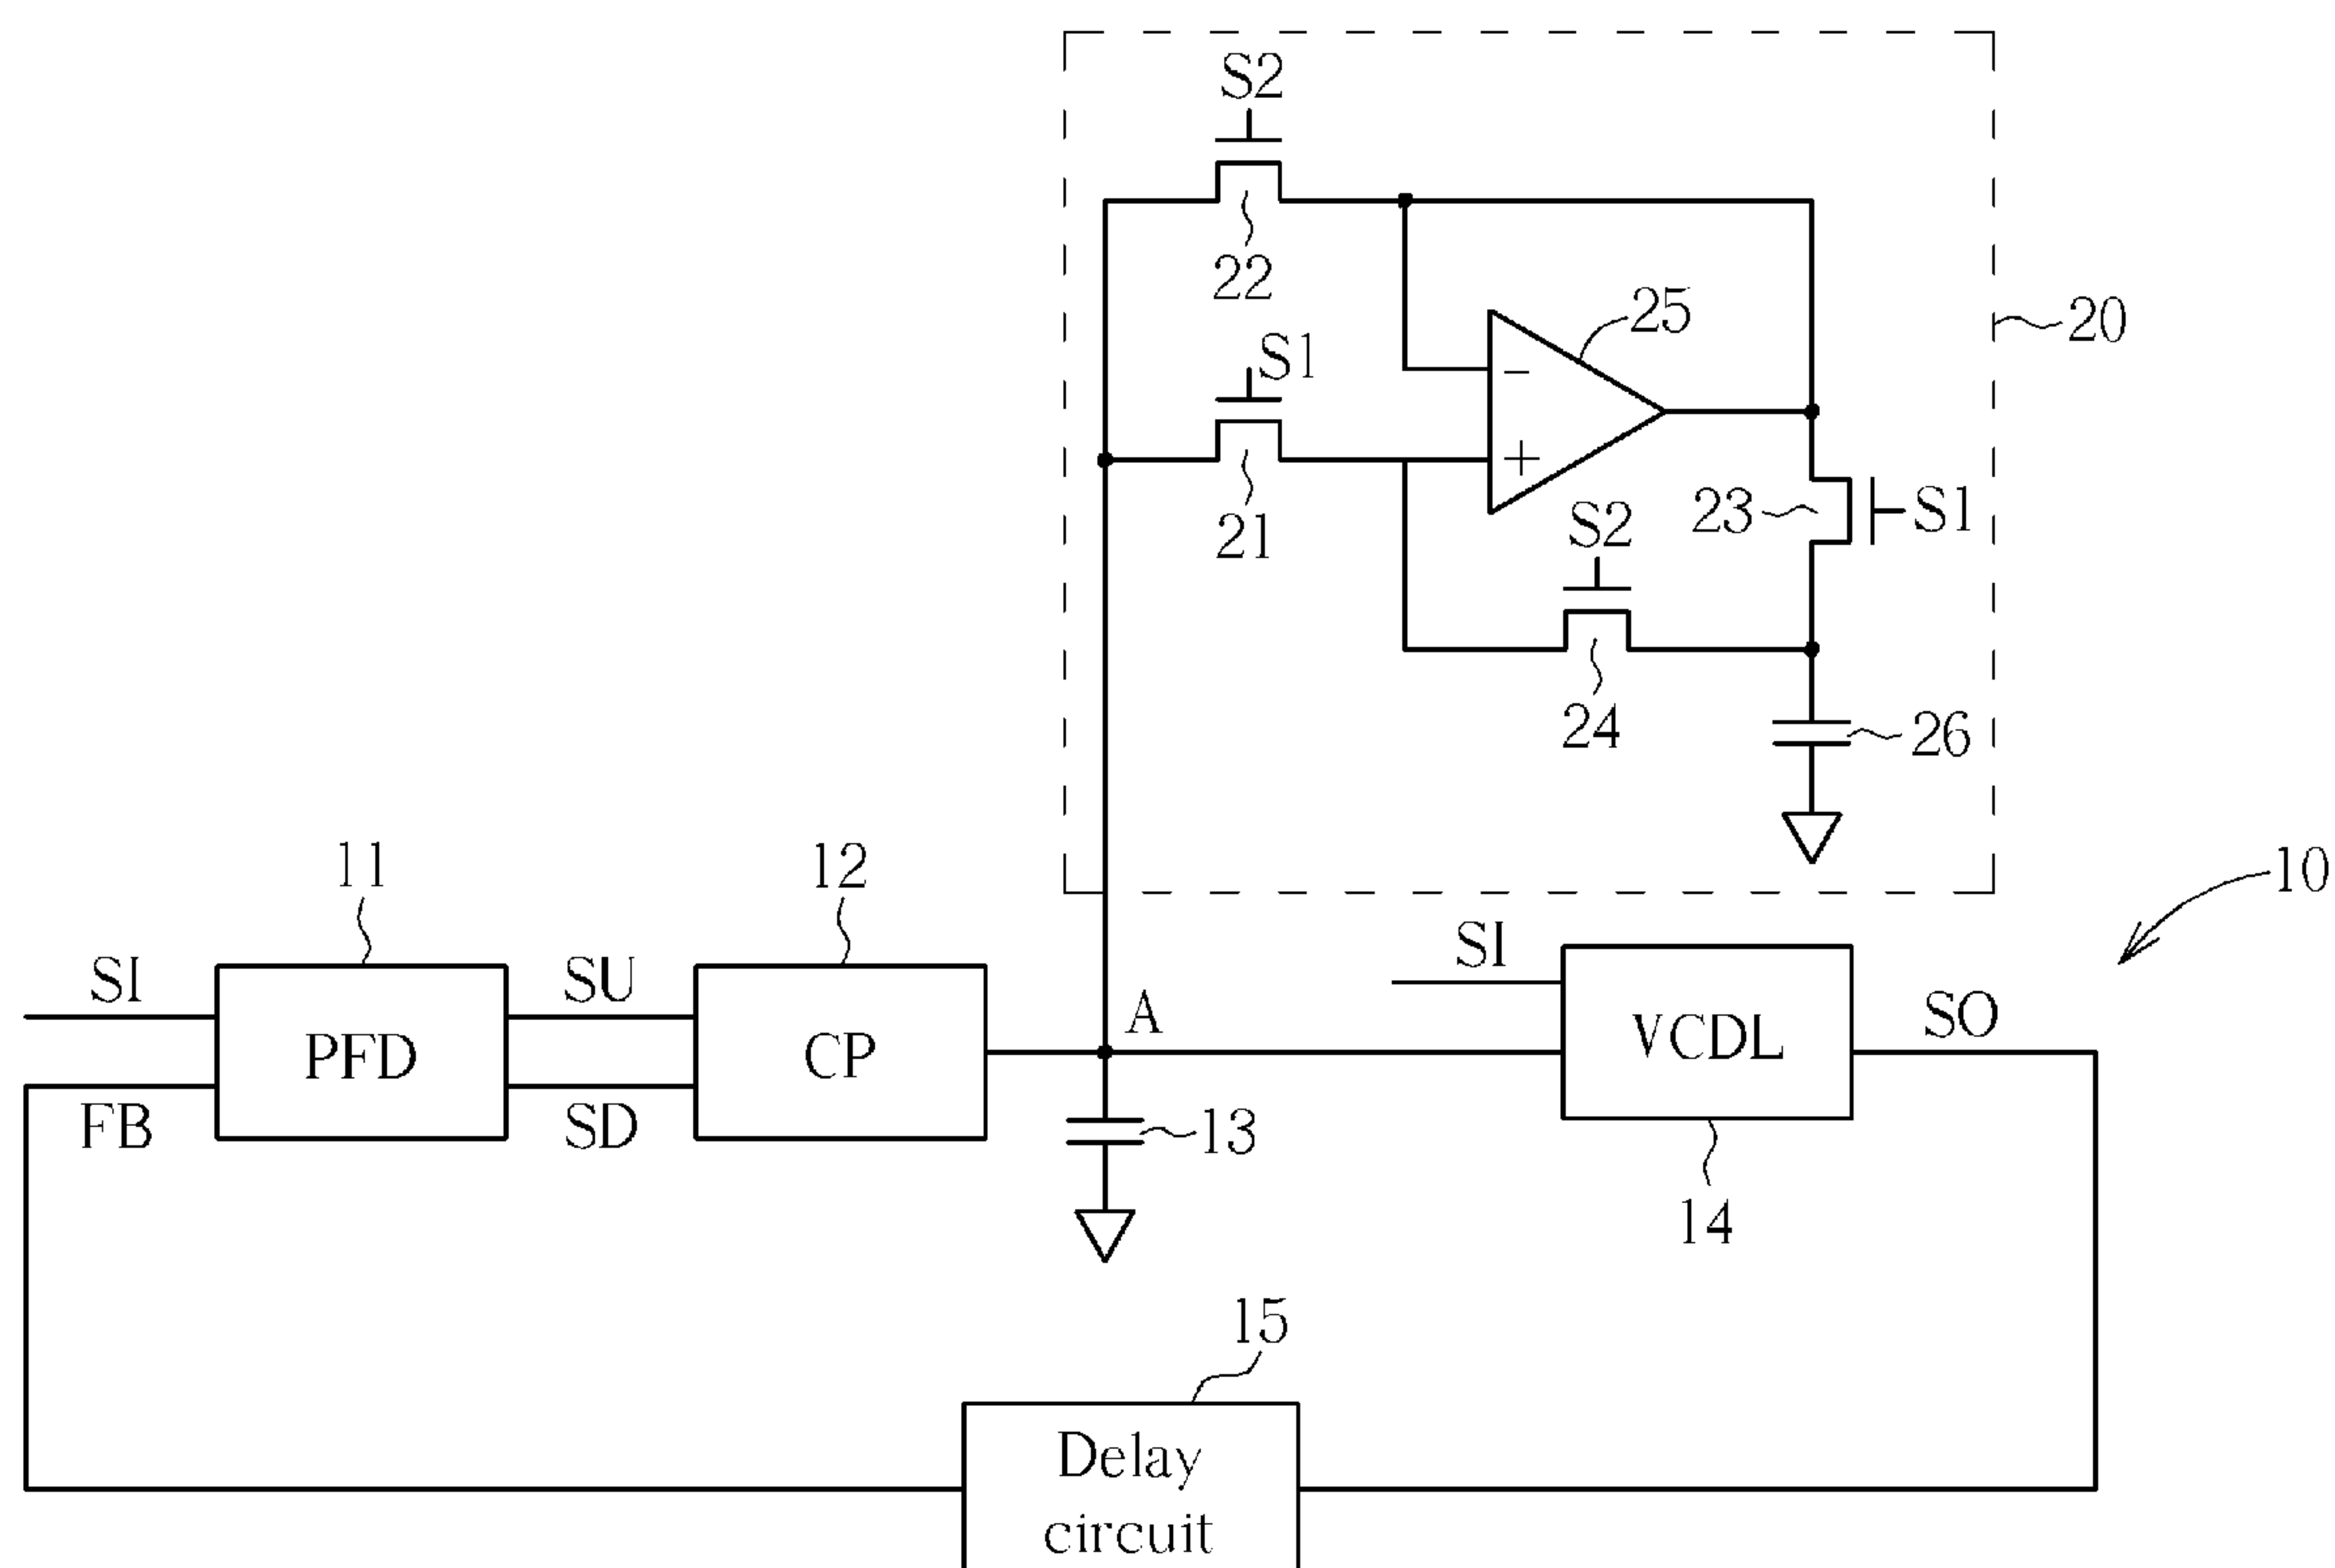 S2
22
25
20
S1
21
−
+
23
S1
S2
24
26
11
12
10
SI
SU
SI
A
PFD
CP
VCDL
SO
FB
SD
13
14
15
Delay
circuit